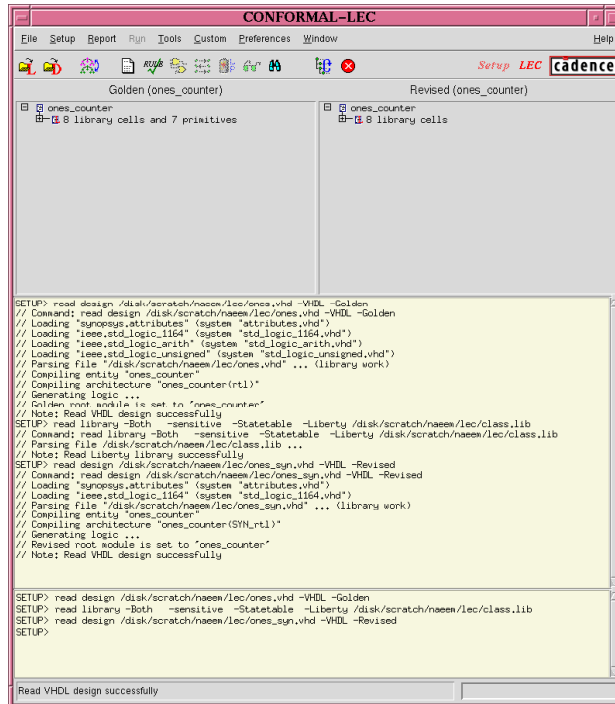 CONFORMAL-LEC
File Setup Report Run Tools Custom Preferences Window Help
Setup LEC cādence
Golden (ones_counter) Revised (ones_counter)
ones_counter ones_counter
8 library cells and 7 primitives 8 library cells
SETUP> read design /disk/scratch/naeem/lec/ones.vhd -VHDL -Golden
// Command: read design /disk/scratch/naeem/lec/ones.vhd -VHDL -Golden
// Loading "synopsys.attributes" (system "attributes.vhd")
// Loading "ieee.std_logic_1164" (system "std_logic_1164.vhd")
// Loading "ieee.std_logic_arith" (system "std_logic_arith.vhd")
// Loading "ieee.std_logic_unsigned" (system "std_logic_unsigned.vhd")
// Parsing file "/disk/scratch/naeem/lec/ones.vhd" ... (library work)
// Compiling entity "ones_counter"
// Compiling architecture "ones_counter(rtl)"
// Generating logic ...
// Golden root module is set to "ones_counter"
// Note: Read VHDL design successfully
SETUP> read library -Both -sensitive -Statetable -Liberty /disk/scratch/naeem/lec/class.lib
// Command: read library -Both -sensitive -Statetable -Liberty /disk/scratch/naeem/lec/class.lib
// Parsing file /disk/scratch/naeem/lec/class.lib ...
// Note: Read Liberty library successfully
SETUP> read design /disk/scratch/naeem/lec/ones_syn.vhd -VHDL -Revised
// Command: read design /disk/scratch/naeem/lec/ones_syn.vhd -VHDL -Revised
// Loading "synopsys.attributes" (system "attributes.vhd")
// Loading "ieee.std_logic_1164" (system "std_logic_1164.vhd")
// Parsing file "/disk/scratch/naeem/lec/ones_syn.vhd" ... (library work)
// Compiling entity "ones_counter"
// Compiling architecture "ones_counter(SYN_rtl)"
// Generating logic ...
// Revised root module is set to "ones_counter"
// Note: Read VHDL design successfully
SETUP> read design /disk/scratch/naeem/lec/ones.vhd -VHDL -Golden
SETUP> read library -Both -sensitive -Statetable -Liberty /disk/scratch/naeem/lec/class.lib
SETUP> read design /disk/scratch/naeem/lec/ones_syn.vhd -VHDL -Revised
SETUP>
Read VHDL design successfully